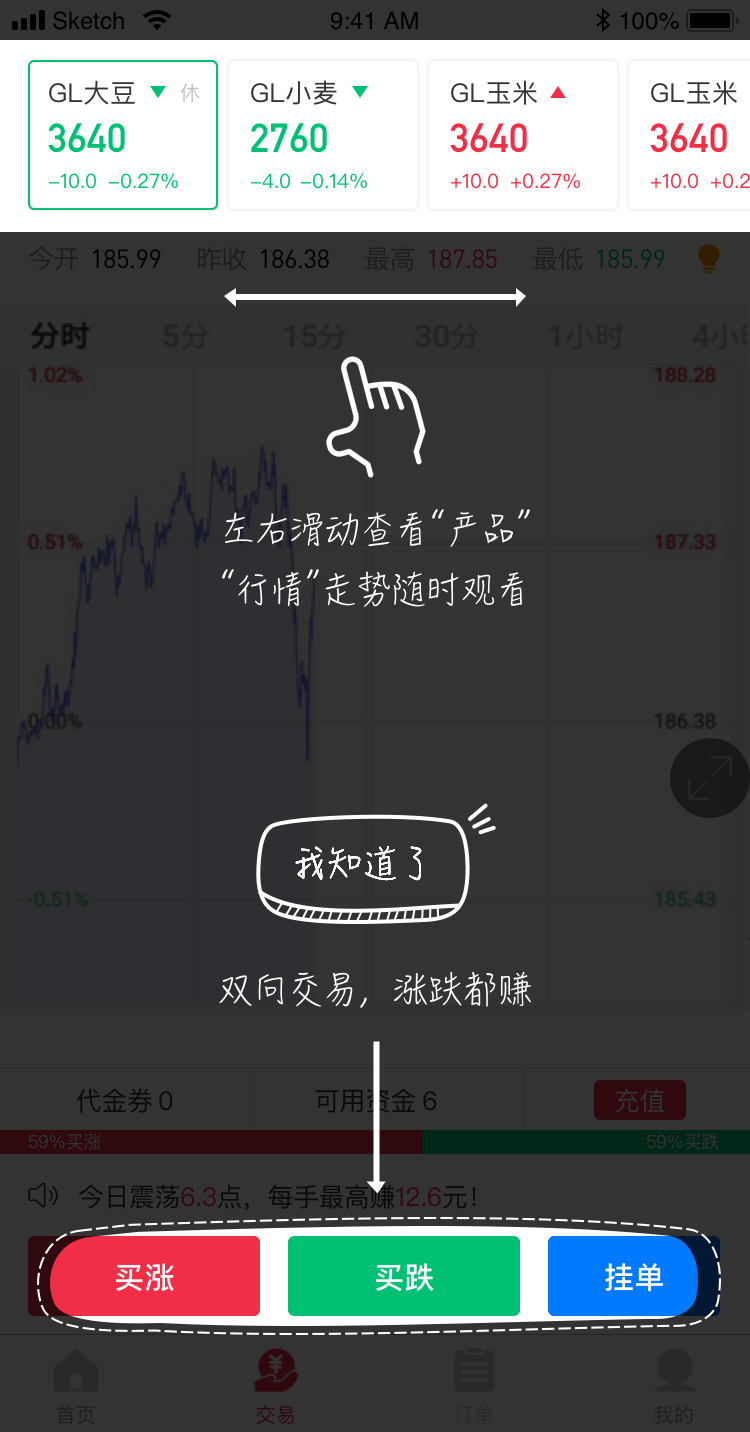 Sketch 9:41 AM 100%
GL大豆 休 GL小麦 GL玉米 GL玉米
3640 2760 3640 3640
−10.0 −0.27% −4.0 −0.14% +10.0 +0.27% +10.0 +0.2
今开 185.99 昨收 186.38 最高 187.85 最低 185.99
分时 5分 15分 30分 1小时 4小时
1.02% 188.28
左右滑动查看“产品”
0.51% 187.33
“行情”走势随时观看
0.00% 186.38
我知道了
-0.51% 185.43
双向交易，涨跌都赚
代金券 0 可用资金 6 充值
59%买涨 59%买跌
今日震荡6.3点，每手最高赚12.6元！
买涨 买跌 挂单
首页 交易 订单 我的